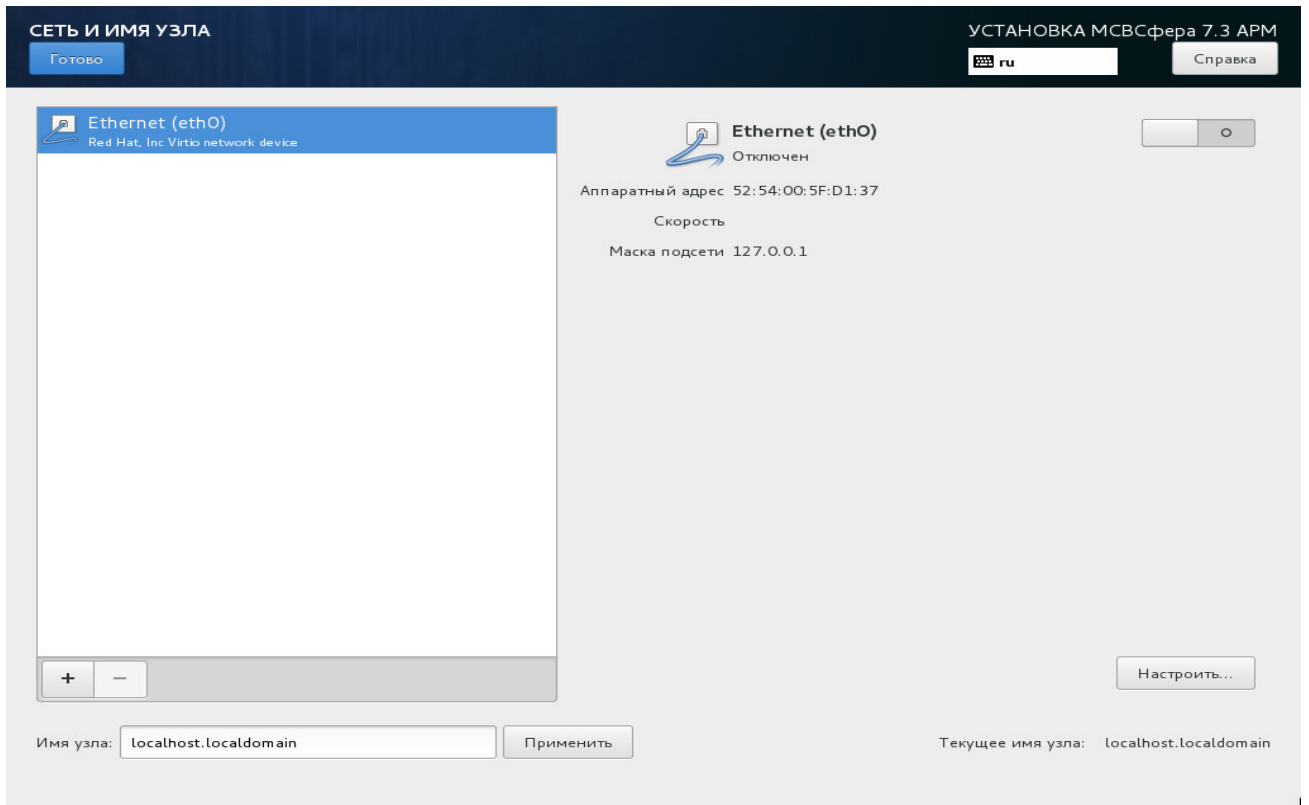 СЕТЬ И ИМЯ УЗЛА
Готово
УСТАНОВКА МСВСфера 7.3 АРМ
ru
Справка
Ethernet (eth0)
Red Hat, Inc Virtio network device
Ethernet (eth0)
Отключен
Аппаратный адрес 52:54:00:5F:D1:37
Скорость
Маска подсети 127.0.0.1
+ −
Настроить...
Имя узла: localhost.localdomain Применить
Текущее имя узла: localhost.localdomain